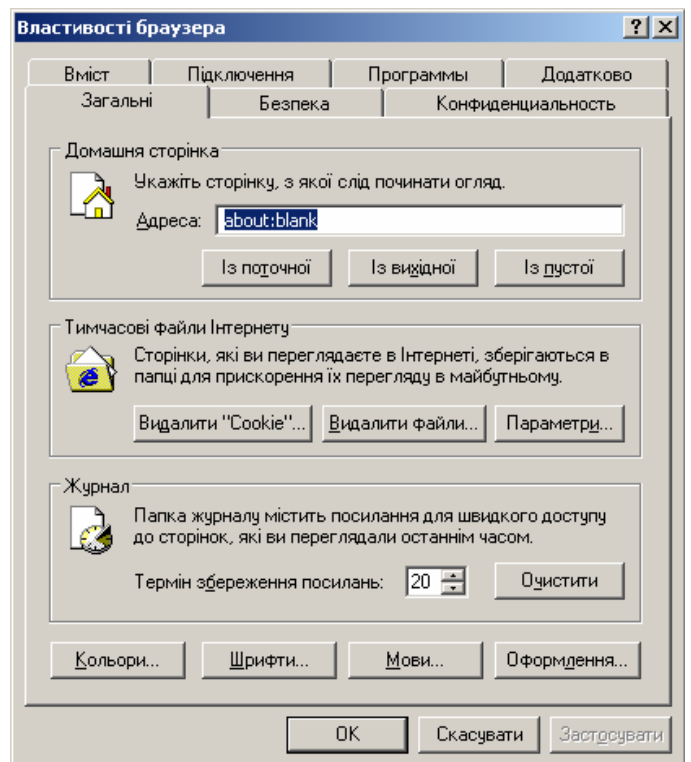 Властивості браузера
Вміст Підключення Программы Додатково
Загальні Безпека Конфиденциальность
Домашня сторінка
Укажіть сторінку, з якої слід починати огляд.
Адреса: about:blank
Із поточної Із вихідної Із пустої
Тимчасові файли Інтернету
Сторінки, які ви переглядаєте в Інтернеті, зберігаються в
папці для прискорення їх перегляду в майбутньому.
Видалити "Cookie"... Видалити файли... Параметри...
Журнал
Папка журналу містить посилання для швидкого доступу
до сторінок, які ви переглядали останнім часом.
Термін збереження посилань: 20 Очистити
Кольори... Шрифти... Мови... Оформлення...
OK Скасувати Застосувати